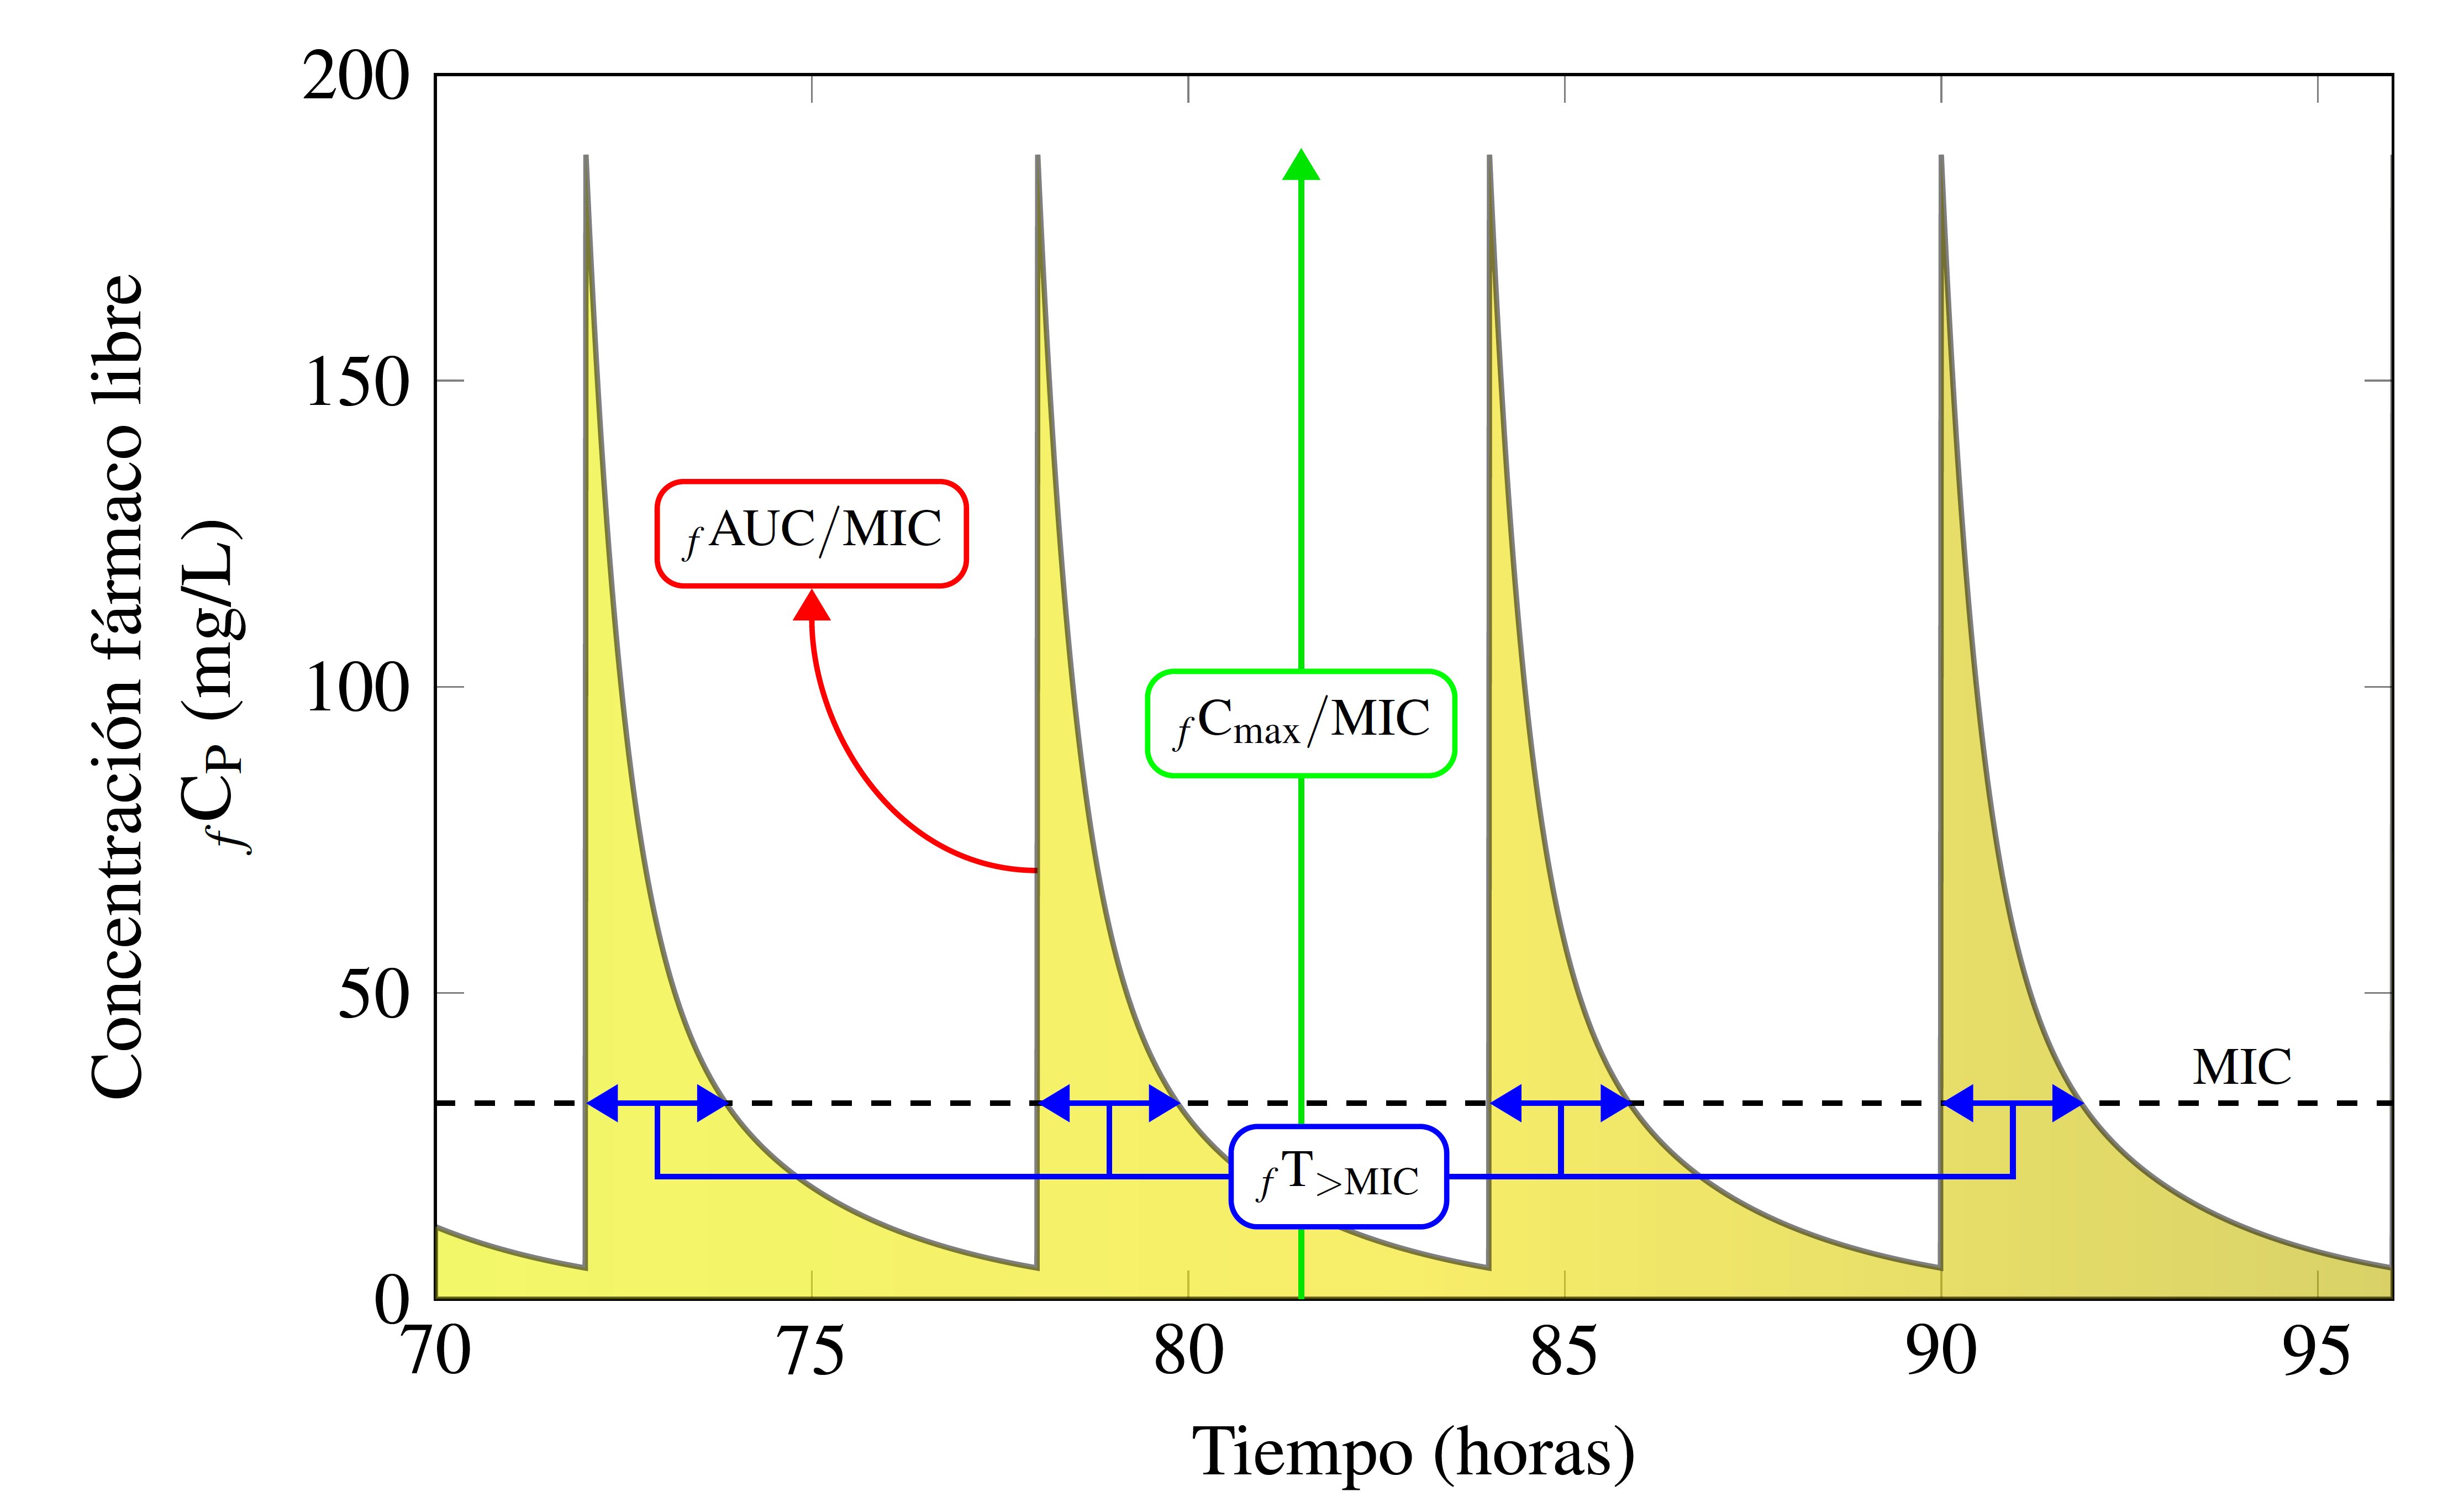 Concentración fármaco libre
fCP (mg/L)
200
150
100
50
0
fAUC/MIC
fCmax/MIC
MIC
fT>MIC
70 75 80 85 90 95
Tiempo (horas)